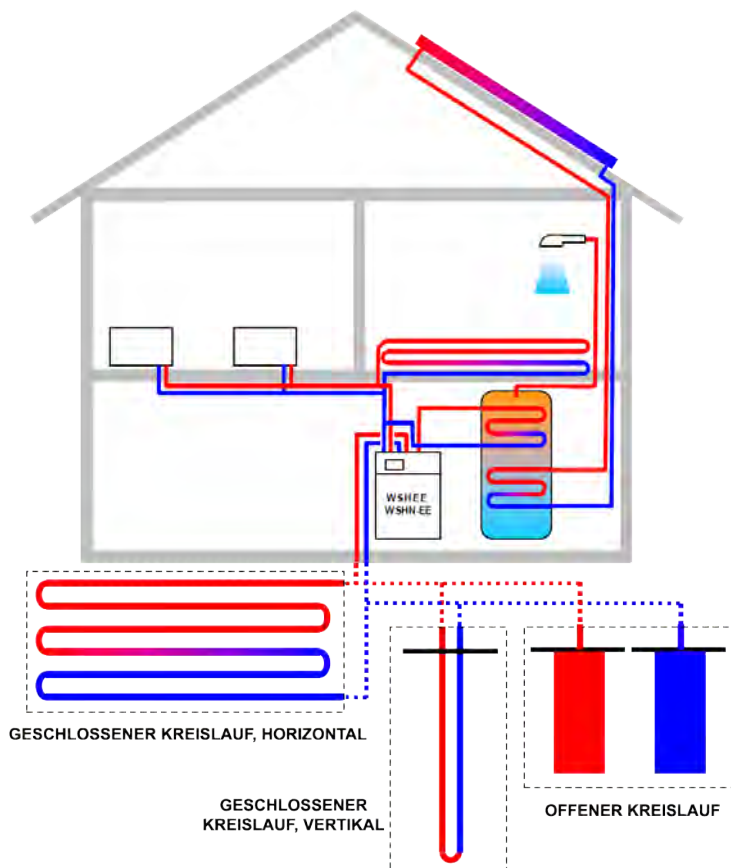 WSHEE
WSHN-EE
GESCHLOSSENER KREISLAUF, HORIZONTAL
GESCHLOSSENER
KREISLAUF, VERTIKAL
OFFENER KREISLAUF